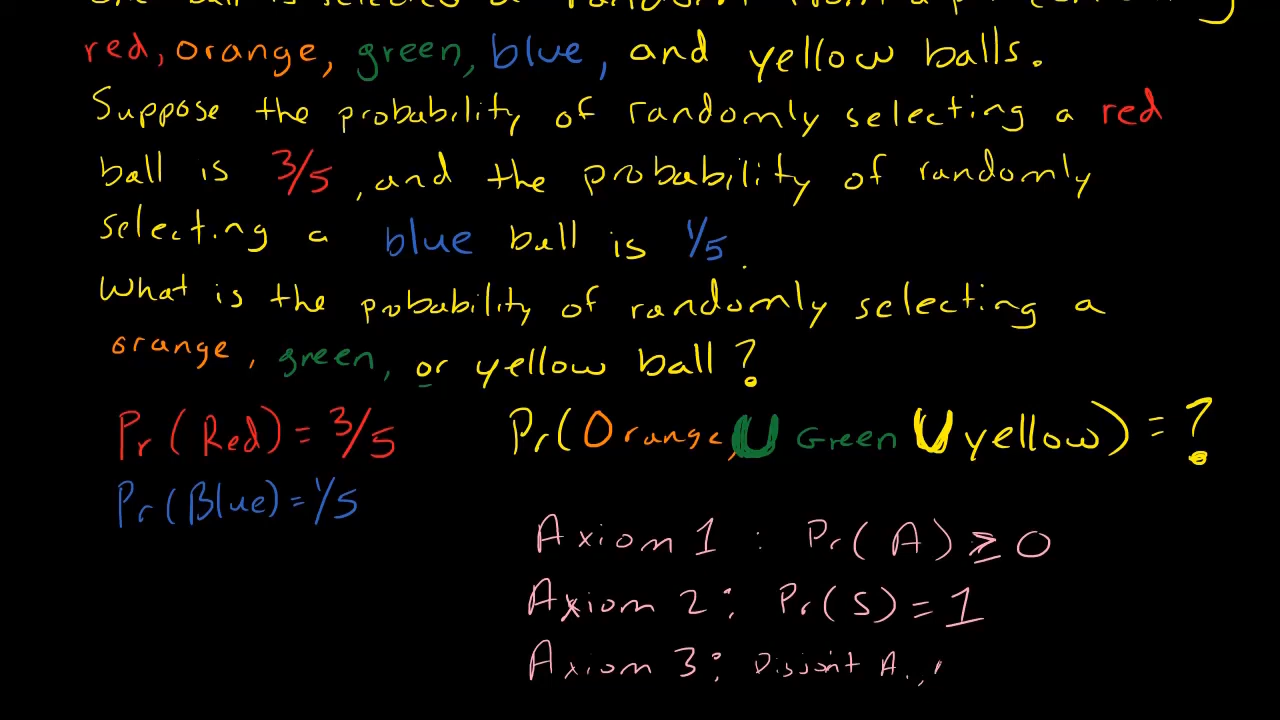 red, orange, green, blue, and yellow balls.
Suppose the probability of randomly selecting a red
ball is 3/5, and the probability of randomly
selecting a blue ball is 1/5.
What is the probability of randomly selecting a
orange, green, or yellow ball?
Pr(Red) = 3/5
Pr(Orange, U Green U yellow) = ?
Pr(Blue) = 1/5
Axiom 1 : Pr(A) ≥ 0
Axiom 2: Pr(S) = 1
Axiom 3: Disjoint A